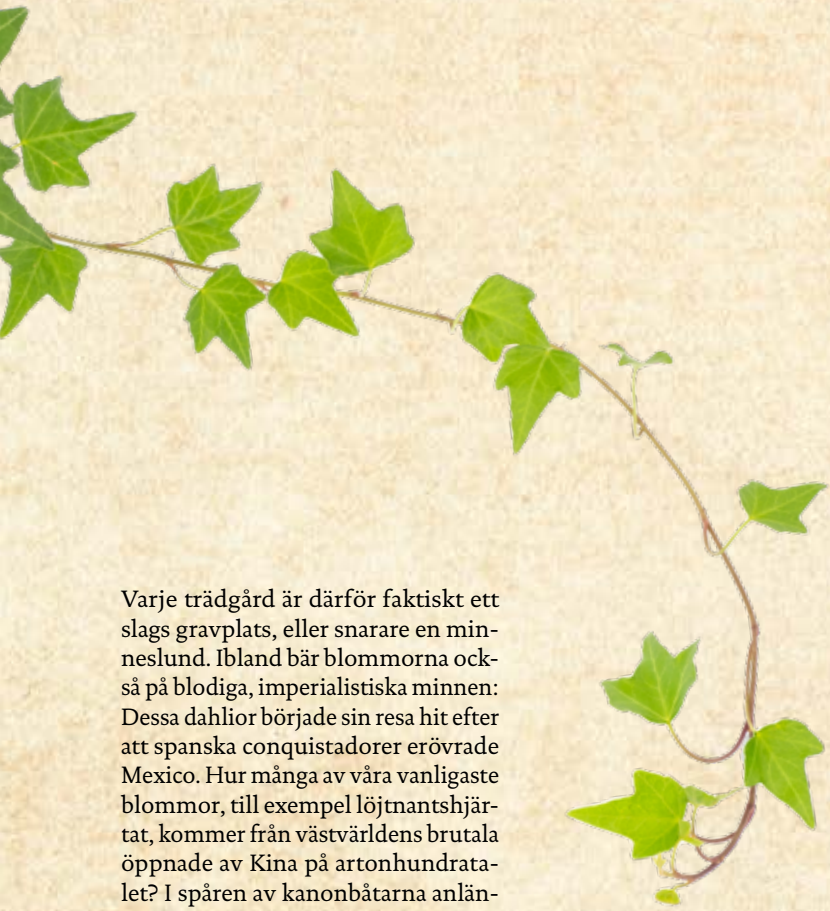 Varje trädgård är därför faktiskt ett
slags gravplats, eller snarare en min-
neslund. Ibland bär blommorna ock-
så på blodiga, imperialistiska minnen:
Dessa dahlior började sin resa hit efter
att spanska conquistadorer erövrade
Mexico. Hur många av våra vanligaste
blommor, till exempel löjtnantshjär-
tat, kommer från västvärldens brutala
öppnade av Kina på artonhundrata-
let? I spåren av kanonbåtarna anlän-